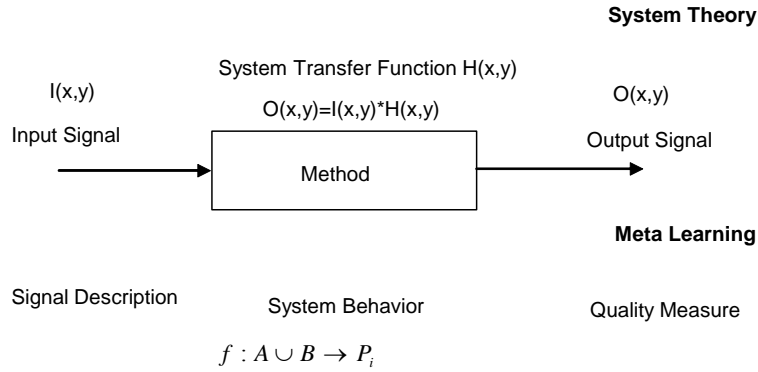 System Theory
System Transfer Function H(x,y)
I(x,y)
O(x,y)
O(x,y)=I(x,y)*H(x,y)
Input Signal
Output Signal
Method
Meta Learning
Signal Description
System Behavior
Quality Measure
f : A ∪ B → P_i